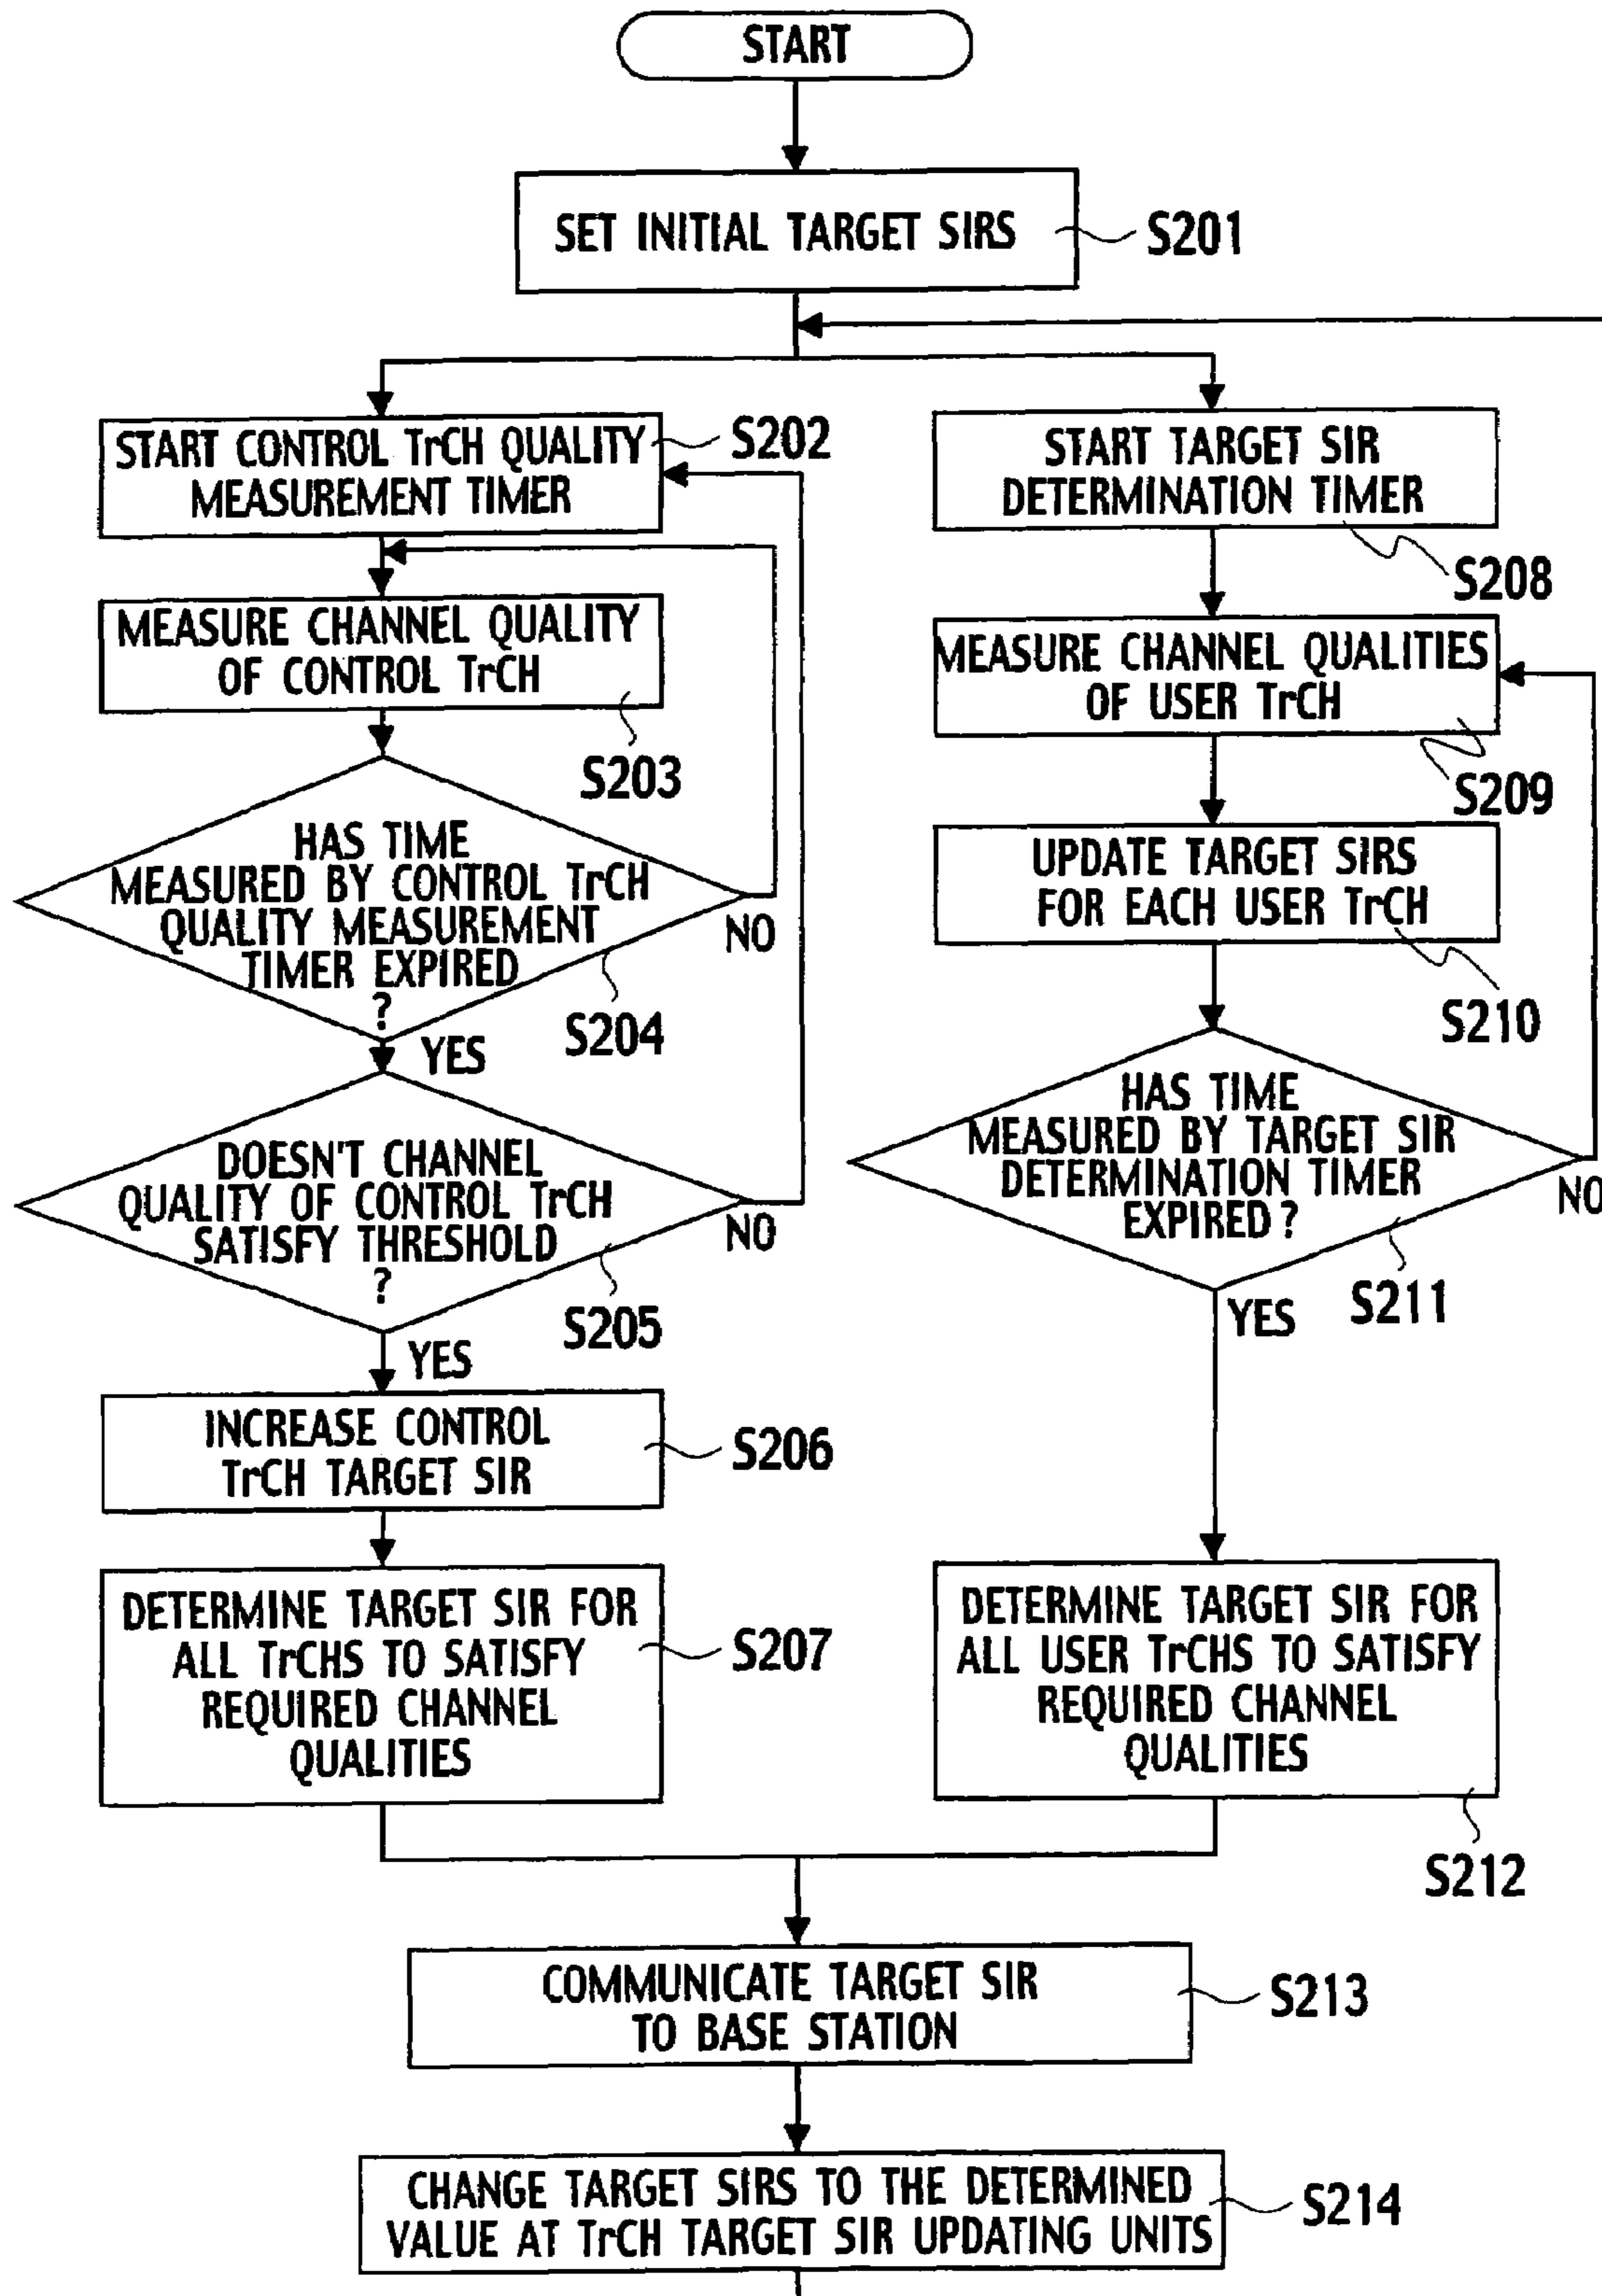 START
SET INITIAL TARGET SIRS
S201
START CONTROL TrCH QUALITY
MEASUREMENT TIMER
S202
MEASURE CHANNEL QUALITY
OF CONTROL TrCH
S203
HAS TIME
MEASURED BY CONTROL TrCH
QUALITY MEASUREMENT
TIMER EXPIRED
?
NO
S204
YES
DOESN'T CHANNEL
QUALITY OF CONTROL TrCH
SATISFY THRESHOLD
?
NO
S205
YES
INCREASE CONTROL
TrCH TARGET SIR
S206
DETERMINE TARGET SIR FOR
ALL TrCHS TO SATISFY
REQUIRED CHANNEL
QUALITIES
S207
START TARGET SIR
DETERMINATION TIMER
S208
MEASURE CHANNEL QUALITIES
OF USER TrCH
S209
UPDATE TARGET SIRS
FOR EACH USER TrCH
S210
HAS TIME
MEASURED BY TARGET SIR
DETERMINATION TIMER
EXPIRED?
NO
S211
YES
DETERMINE TARGET SIR FOR
ALL USER TrCHS TO SATISFY
REQUIRED CHANNEL
QUALITIES
S212
COMMUNICATE TARGET SIR
TO BASE STATION
S213
CHANGE TARGET SIRS TO THE DETERMINED
VALUE AT TrCH TARGET SIR UPDATING UNITS
S214